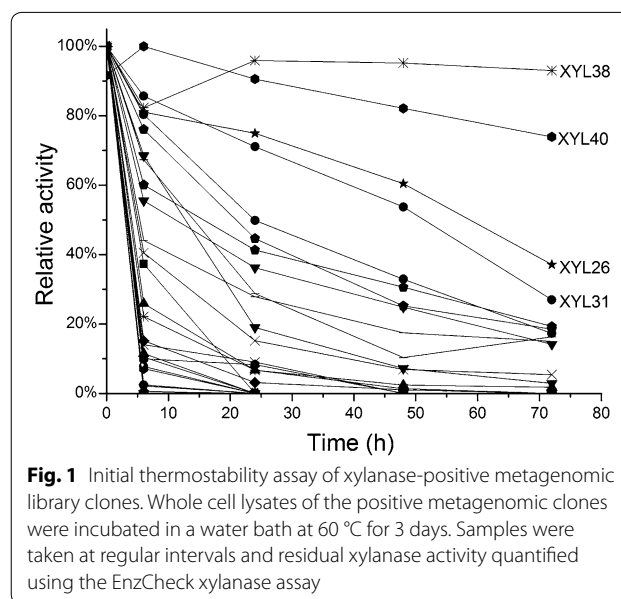 100%
80%
60%
40%
20%
0%
Relative activity
XYL38
XYL40
XYL26
XYL31
0 10 20 30 40 50 60 70 80
Time (h)
Fig. 1 Initial thermostability assay of xylanase-positive metagenomic
library clones. Whole cell lysates of the positive metagenomic clones
were incubated in a water bath at 60 °C for 3 days. Samples were
taken at regular intervals and residual xylanase activity quantified
using the EnzCheck xylanase assay